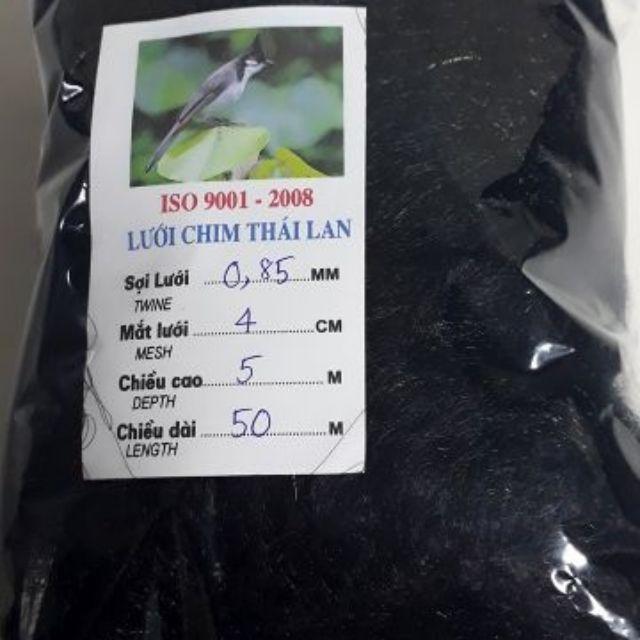 ISO 9001 - 2008
LƯỚI CHIM THÁI LAN
Sợi Lưới ........0,85....MM
TWINE
Mắt lưới ........4............CM
MESH
Chiều cao......5............M
DEPTH
Chiều dài ......50............M
LENGTH